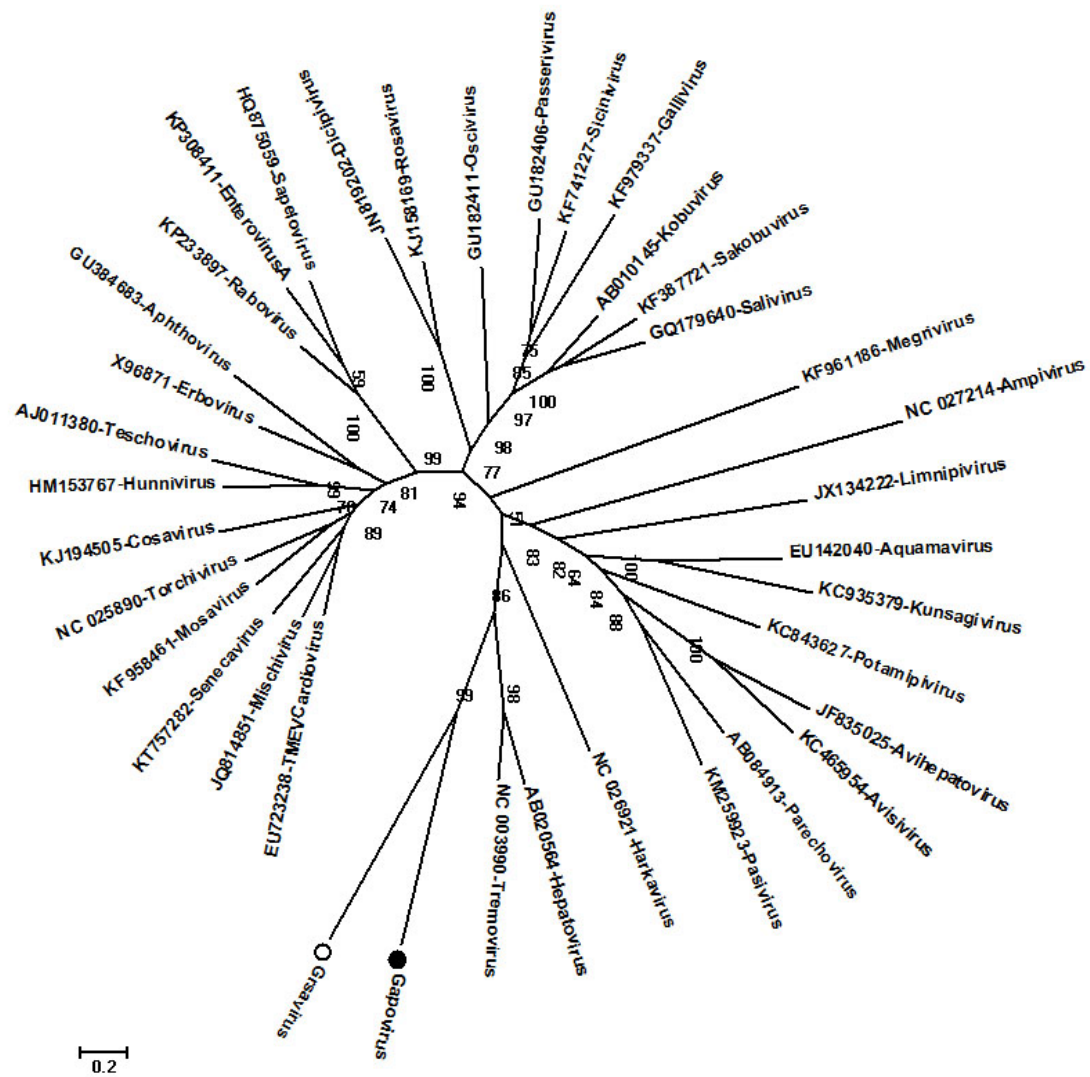 HQ875059-Sapelovirus
KP308411-EnterovirusA
KP233897-Rabovirus
GU384683-Aphthovirus
X96871-Erbovirus
AJ011380-Teschovirus
HM153767-Hunnivirus
KJ194505-Cosavirus
NC 025890-Torchivirus
KF958461-Mosavirus
KT757282-Senecavirus
JQ814851-Mischivirus
EU723238-TMEVCardiovirus
JN819202-Dicipivirus
KJ158169-Rosavirus
GU182411-Oscivirus
GU182406-Passerivirus
KF741227-Sicinivirus
KF979337-Gallivirus
AB010145-Kobuvirus
KF387721-Sakobuvirus
GQ179640-Salivirus
KF961186-Megrivirus
NC 027214-Ampivirus
JX134222-Limnipivirus
EU142040-Aquamavirus
KC935379-Kunsagivirus
KC843627-Potamipivirus
JF835025-Avihepatovirus
KC465954-Avisivirus
AB084913-Parechovirus
KM259923-Pasivirus
NC 026921-Harkavirus
AB020564-Hepatovirus
NC 003990-Tremovirus
Gapovirus
Grsavirus
59
100
100
75
85
100
97
98
77
99
94
81
74
99
89
51
83
82
64
100
84
88
100
86
98
99
0.2